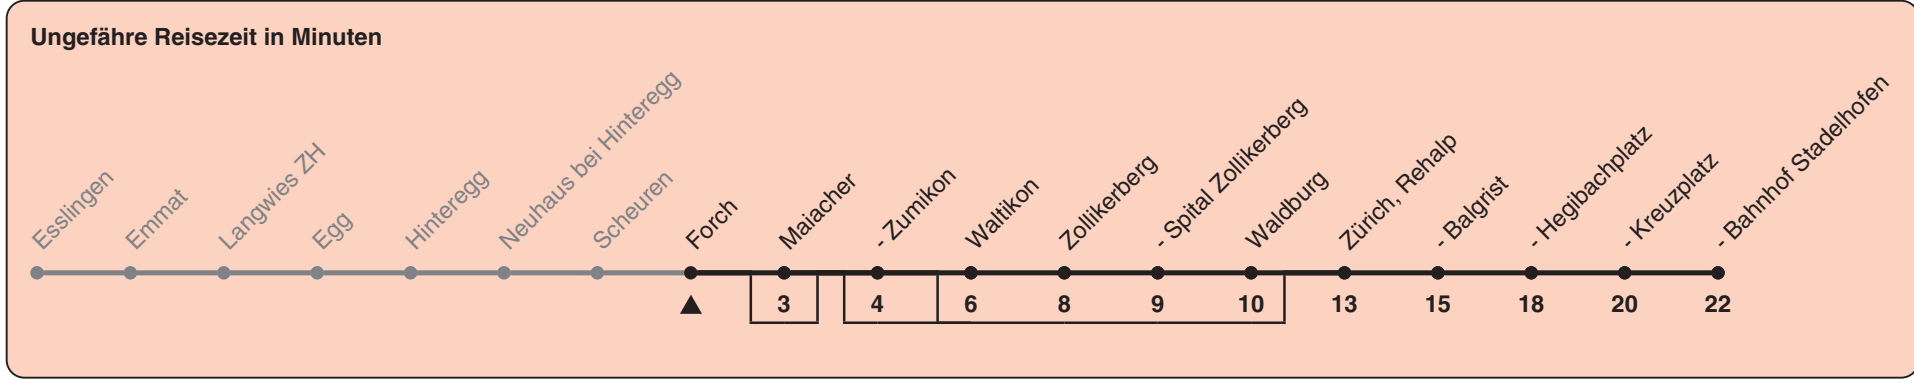 Ungefähre Reisezeit in Minuten
Esslingen
Emmat
Langwies ZH
Egg
Hinteregg
Neuhaus bei Hinteregg
Scheuren
Forch
Maiacher
- Zumikon
Waltikon
Zollikerberg
- Spital Zollikerberg
Waldburg
Zürich, Rehalp
- Balgrist
- Hegibachplatz
- Kreuzplatz
- Bahnhof Stadelhofen
3 4 6 8 9 10 13 15 18 20 22